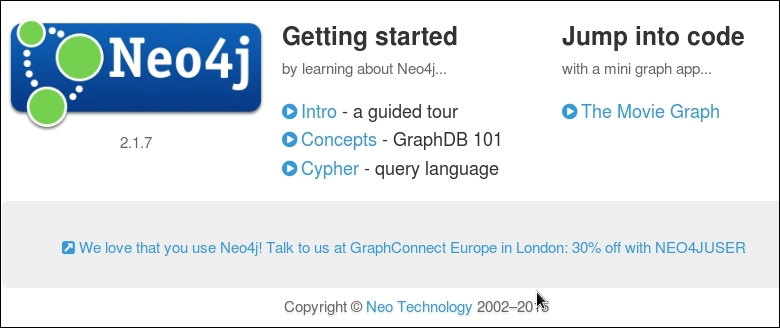 Neo4j
2.1.7
Getting started
by learning about Neo4j...
Intro - a guided tour
Concepts - GraphDB 101
Cypher - query language
Jump into code
with a mini graph app...
The Movie Graph
We love that you use Neo4j! Talk to us at GraphConnect Europe in London: 30% off with NEO4JUSER
Copyright © Neo Technology 2002–2015